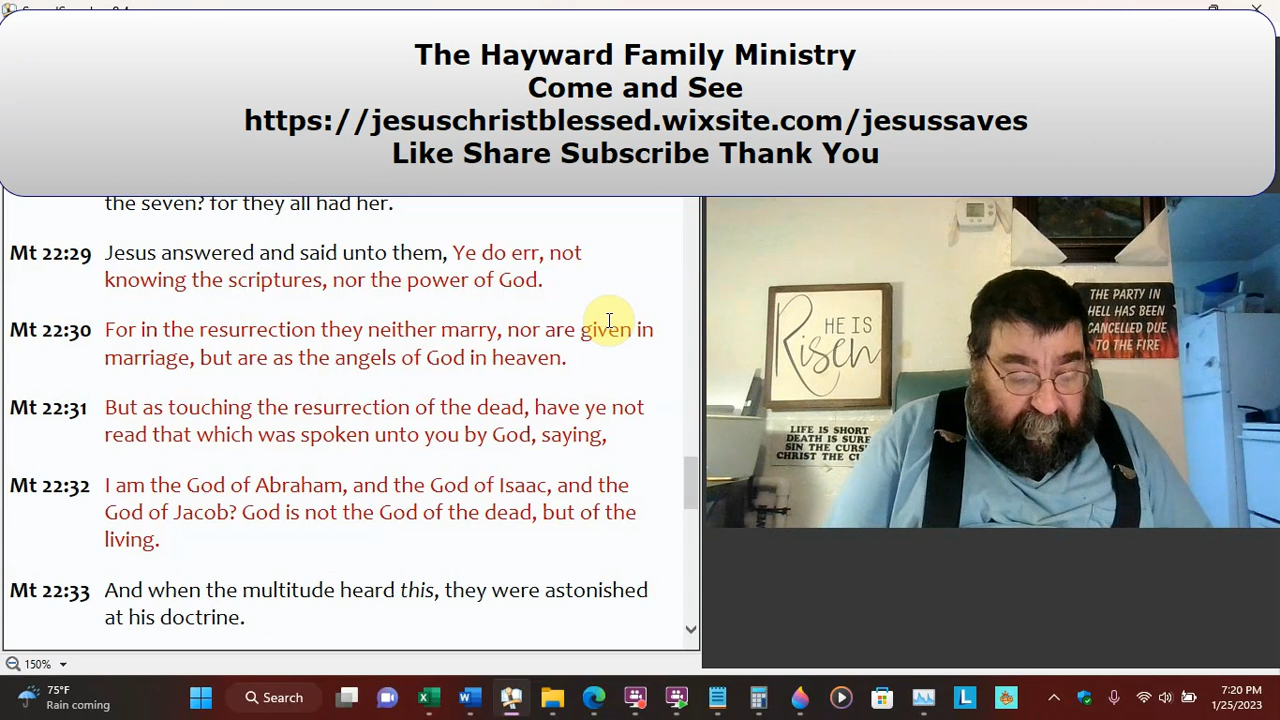 The Hayward Family Ministry
Come and See
https://jesuschristblessed.wixsite.com/jesussaves
Like Share Subscribe Thank You
the seven? for they all had her.
Mt 22:29 Jesus answered and said unto them, Ye do err, not
knowing the scriptures, nor the power of God.
Mt 22:30 For in the resurrection they neither marry, nor are given in
marriage, but are as the angels of God in heaven.
Mt 22:31 But as touching the resurrection of the dead, have ye not
read that which was spoken unto you by God, saying,
Mt 22:32 I am the God of Abraham, and the God of Isaac, and the
God of Jacob? God is not the God of the dead, but of the
living.
Mt 22:33 And when the multitude heard this, they were astonished
at his doctrine.
150%
HE IS
Risen
THE PARTY IN
HELL HAS BEEN
CANCELLED DUE
TO THE FIRE
LIFE IS SHORT
DEATH IS SURE
SIN THE CURSE
CHRIST THE
75°F
Rain coming
Search
7:20 PM
1/25/2023